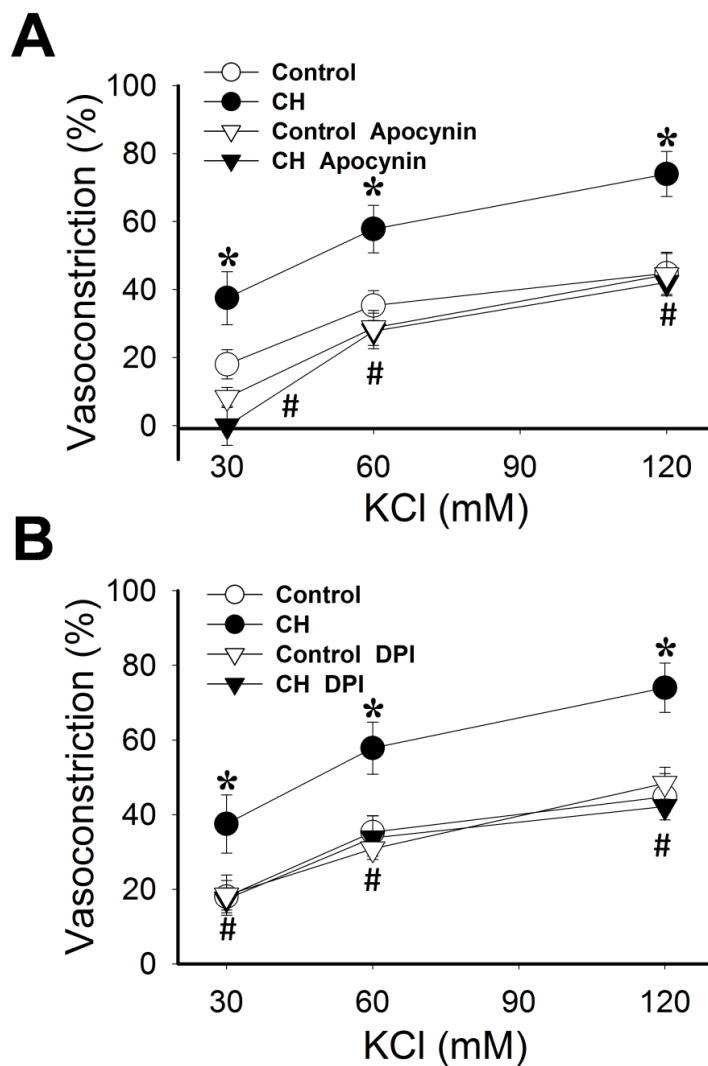 A
Control
CH
Control Apocynin
CH Apocynin
Vasoconstriction (%)
100
80
60
40
20
0
* * *
# # #
30 60 90 120
KCl (mM)
B
Control
CH
Control DPI
CH DPI
Vasoconstriction (%)
100
80
60
40
20
0
* * *
# # #
30 60 90 120
KCl (mM)